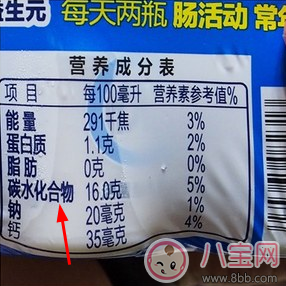 益生元 每天两瓶 肠活动 常年
营养成分表
项目 每100毫升 营养素参考值%
能量 291千焦 3%
蛋白质 1.1克 2%
脂肪 0克 0%
碳水化合物 16.0克 5%
钠 20毫克 1%
钙 35毫克 4%
八宝网
www.8bb.com